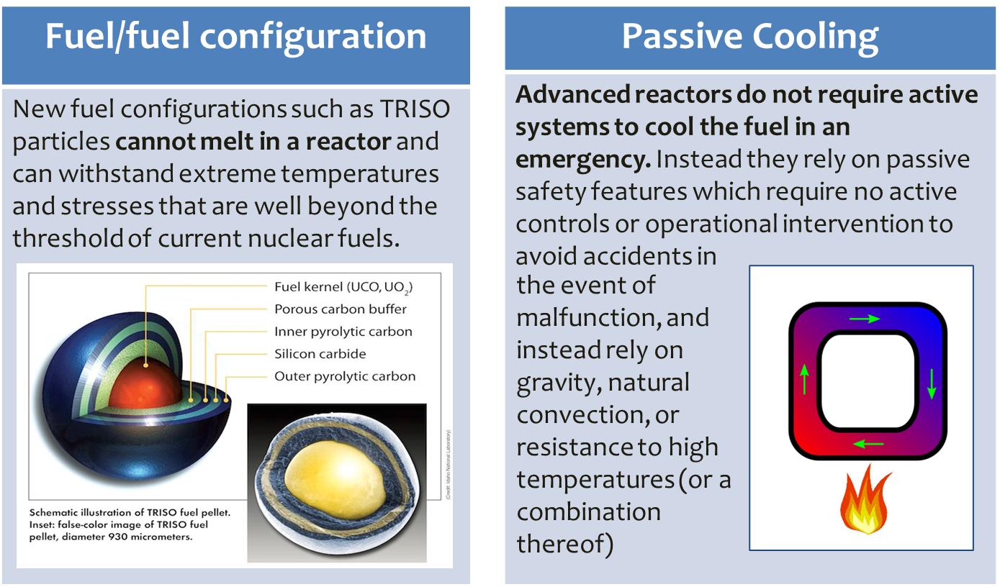 Fuel/fuel configuration
New fuel configurations such as TRISO
particles cannot melt in a reactor and
can withstand extreme temperatures
and stresses that are well beyond the
threshold of current nuclear fuels.
Fuel kernel (UCO, UO2)
Porous carbon buffer
Inner pyrolytic carbon
Silicon carbide
Outer pyrolytic carbon
(Credit: Idaho National Laboratory)
Schematic illustration of TRISO fuel pellet.
Inset: false-color image of TRISO fuel
pellet, diameter 930 micrometers.
Passive Cooling
Advanced reactors do not require active
systems to cool the fuel in an
emergency. Instead they rely on passive
safety features which require no active
controls or operational intervention to
avoid accidents in
the event of
malfunction, and
instead rely on
gravity, natural
convection, or
resistance to high
temperatures (or a
combination
thereof)